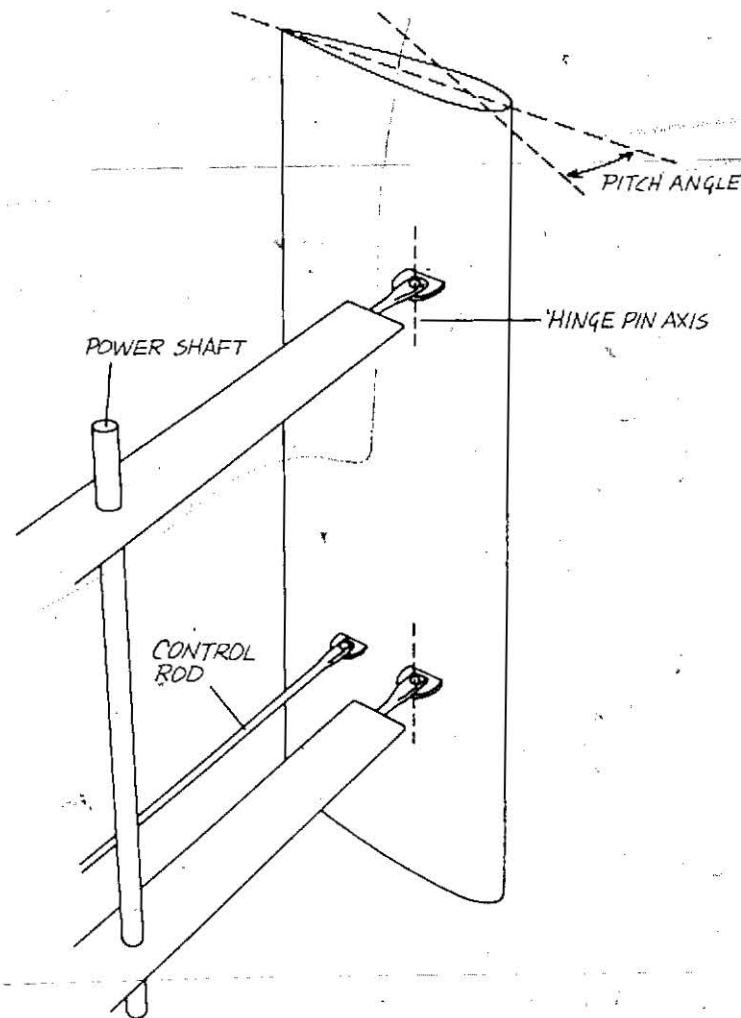 PITCH ANGLE
HINGE PIN AXIS
POWER SHAFT
CONTROL
ROD